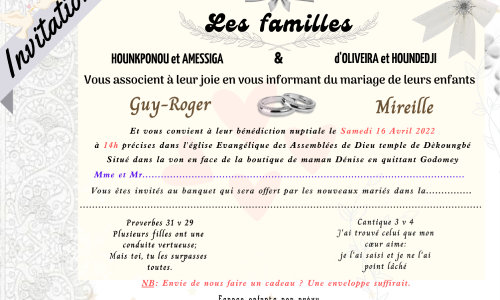 Invitation
Les familles
HOUNKPONOU et AMESSIGA & d'OLIVEIRA et HOUNDEDJI
Vous associent à leur joie en vous informant du mariage de leurs enfants
Guy-Roger Mireille
Et vous convient à leur bénédiction nuptiale le Samedi 16 Avril 2022
à 14h précises dans l'église Evangélique des Assemblées de Dieu temple de Dèkoungbé
Situé dans la von en face de la boutique de maman Dénise en quittant Godomey
Mme et Mr....................................................................................................
Vous êtes invités au banquet qui sera offert par les nouveaux mariés dans la...............
Proverbes 31 v 29
Plusieurs filles ont une
conduite vertueuse;
Mais toi, tu les surpasses
toutes.
Cantique 3 v 4
J'ai trouvé celui que mon
cœur aime:
je l'ai saisi et je ne l'ai
point lâché
NB: Envie de nous faire un cadeau ? Une enveloppe suffirait.
Espace enfants non prévu